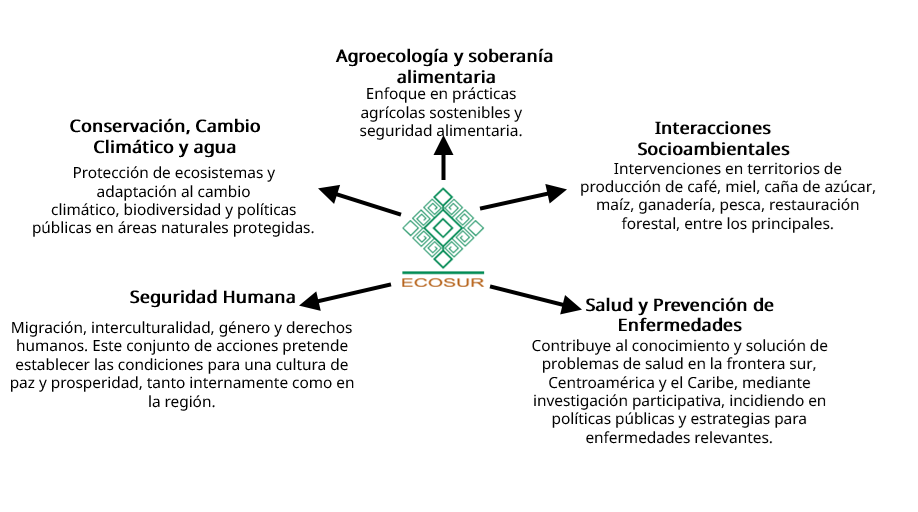 Agroecología y soberanía
alimentaria
Enfoque en prácticas
agrícolas sostenibles y
seguridad alimentaria.
Conservación, Cambio
Climático y agua
Protección de ecosistemas y
adaptación al cambio
climático, biodiversidad y políticas
públicas en áreas naturales protegidas.
Interacciones
Socioambientales
Intervenciones en territorios de
producción de café, miel, caña de azúcar,
maíz, ganadería, pesca, restauración
forestal, entre los principales.
ECOSUR
Seguridad Humana
Migración, interculturalidad, género y derechos
humanos. Este conjunto de acciones pretende
establecer las condiciones para una cultura de
paz y prosperidad, tanto internamente como en
la región.
Salud y Prevención de
Enfermedades
Contribuye al conocimiento y solución de
problemas de salud en la frontera sur,
Centroamérica y el Caribe, mediante
investigación participativa, incidiendo en
políticas públicas y estrategias para
enfermedades relevantes.